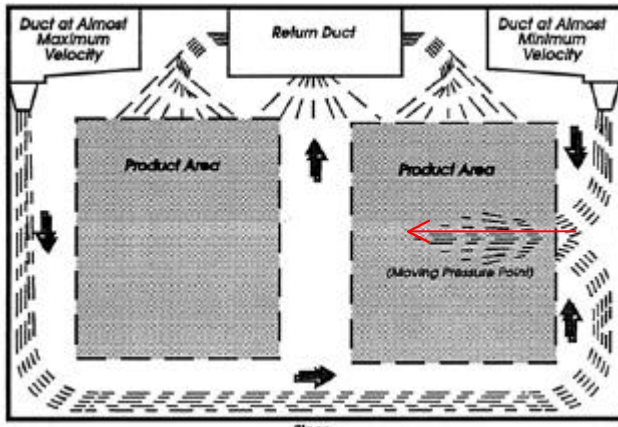 Duct at Almost
Maximum
Velocity
Return Duct
Duct at Almost
Minimum
Velocity
Product Area
Product Area
(Moving Pressure Point)